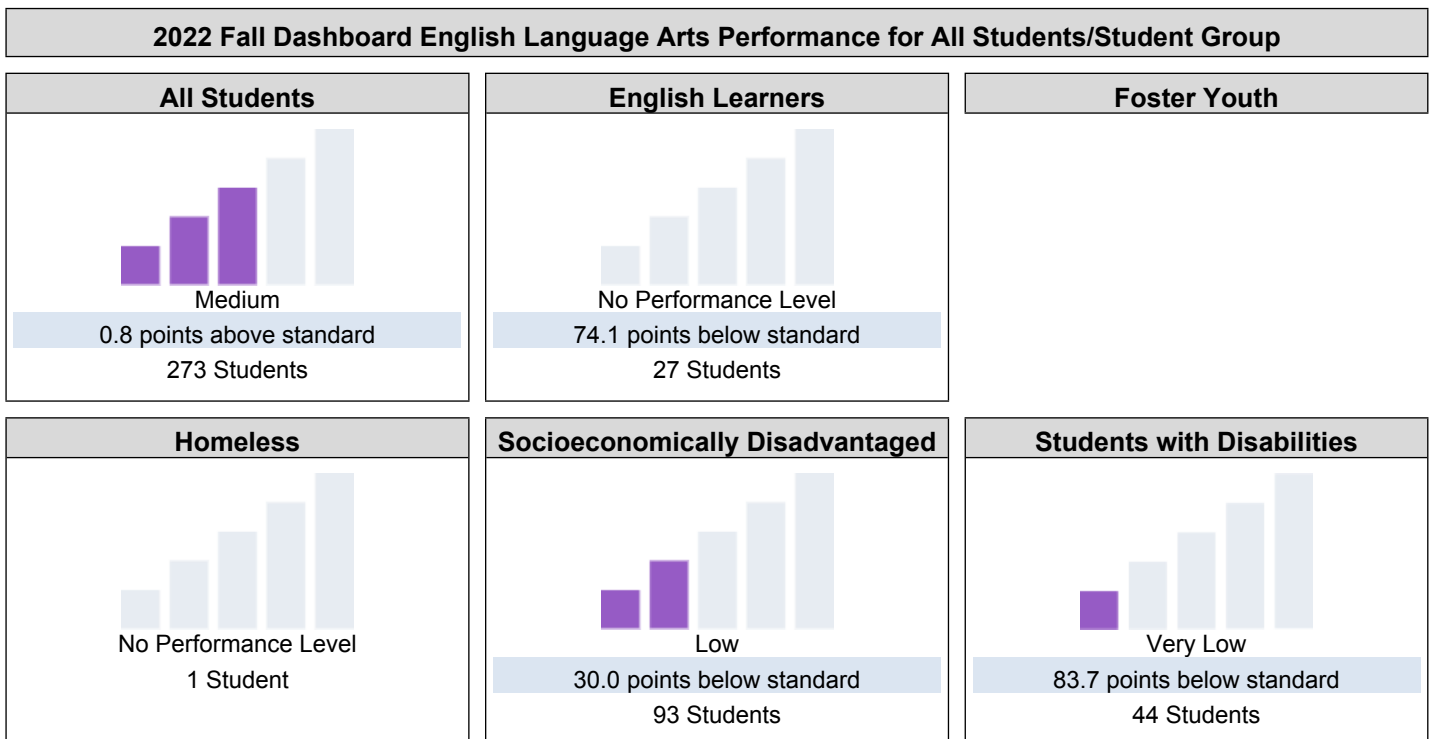 2022 Fall Dashboard English Language Arts Performance for All Students/Student Group
All Students
Medium
0.8 points above standard
273 Students
English Learners
No Performance Level
74.1 points below standard
27 Students
Foster Youth
Homeless
No Performance Level
1 Student
Socioeconomically Disadvantaged
Low
30.0 points below standard
93 Students
Students with Disabilities
Very Low
83.7 points below standard
44 Students